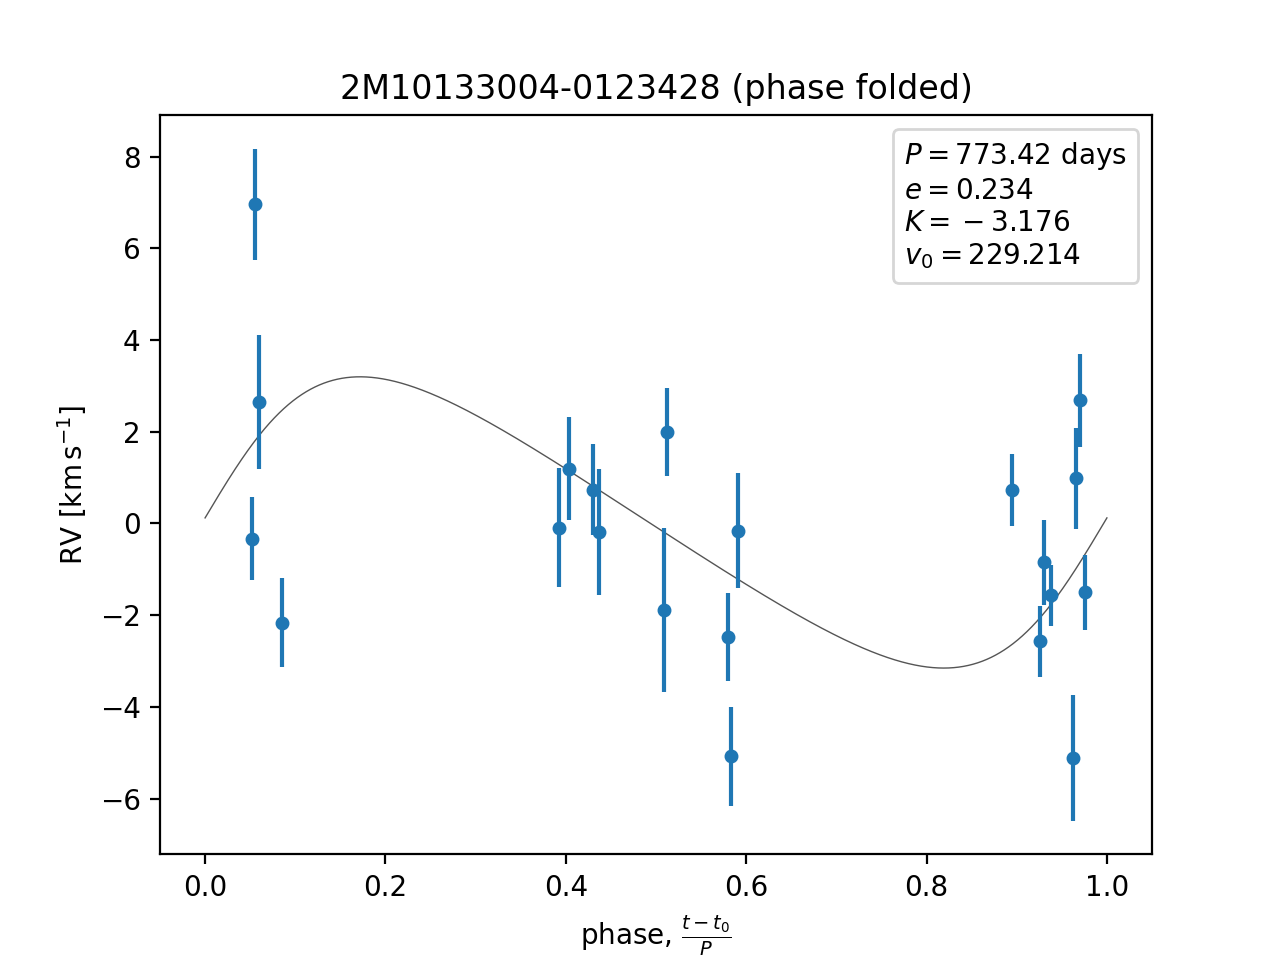 2M10133004-0123428 (phase folded)
P = 773.42 days
e = 0.234
K = − 3.176
v₀ = 229.214
RV [km s⁻¹]
8
6
4
2
0
−2
−4
−6
0.0 0.2 0.4 0.6 0.8 1.0
phase, (t − t₀)/P